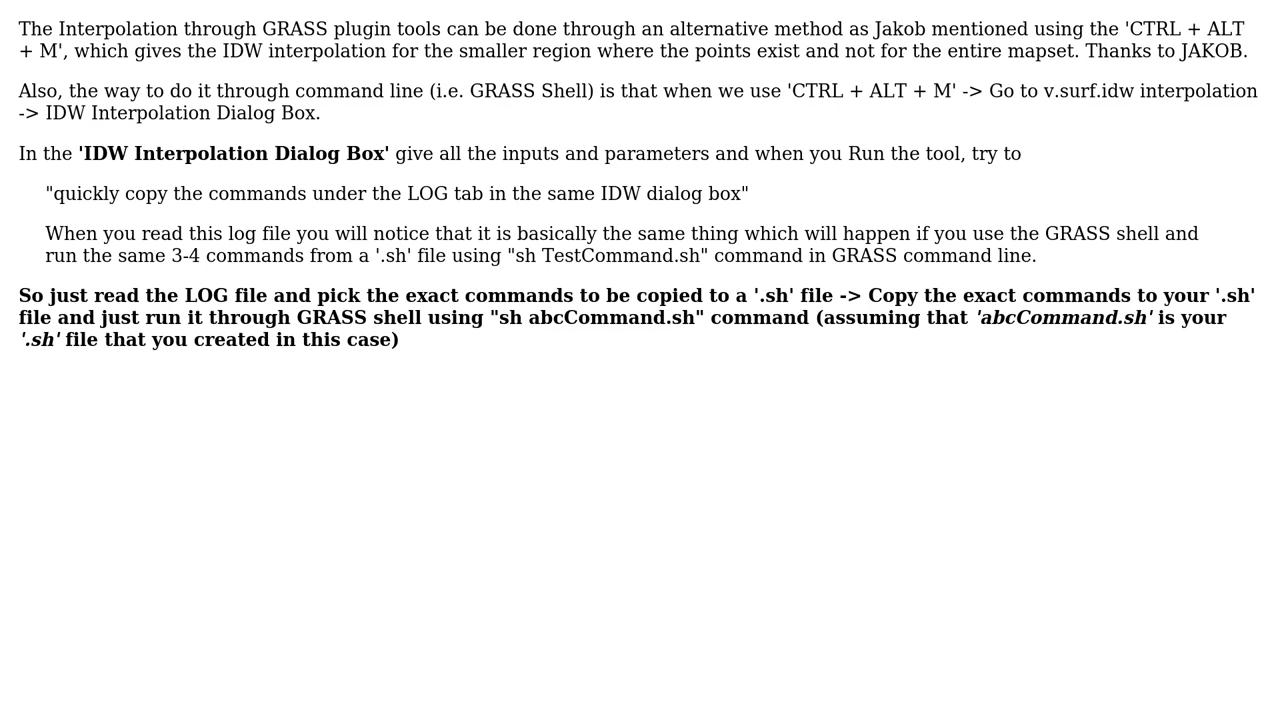 The Interpolation through GRASS plugin tools can be done through an alternative method as Jakob mentioned using the 'CTRL + ALT
+ M', which gives the IDW interpolation for the smaller region where the points exist and not for the entire mapset. Thanks to JAKOB.
Also, the way to do it through command line (i.e. GRASS Shell) is that when we use 'CTRL + ALT + M' -> Go to v.surf.idw interpolation
-> IDW Interpolation Dialog Box.
In the 'IDW Interpolation Dialog Box' give all the inputs and parameters and when you Run the tool, try to
"quickly copy the commands under the LOG tab in the same IDW dialog box"
When you read this log file you will notice that it is basically the same thing which will happen if you use the GRASS shell and
run the same 3-4 commands from a '.sh' file using "sh TestCommand.sh" command in GRASS command line.
So just read the LOG file and pick the exact commands to be copied to a '.sh' file -> Copy the exact commands to your '.sh'
file and just run it through GRASS shell using "sh abcCommand.sh" command (assuming that 'abcCommand.sh' is your
'.sh' file that you created in this case)